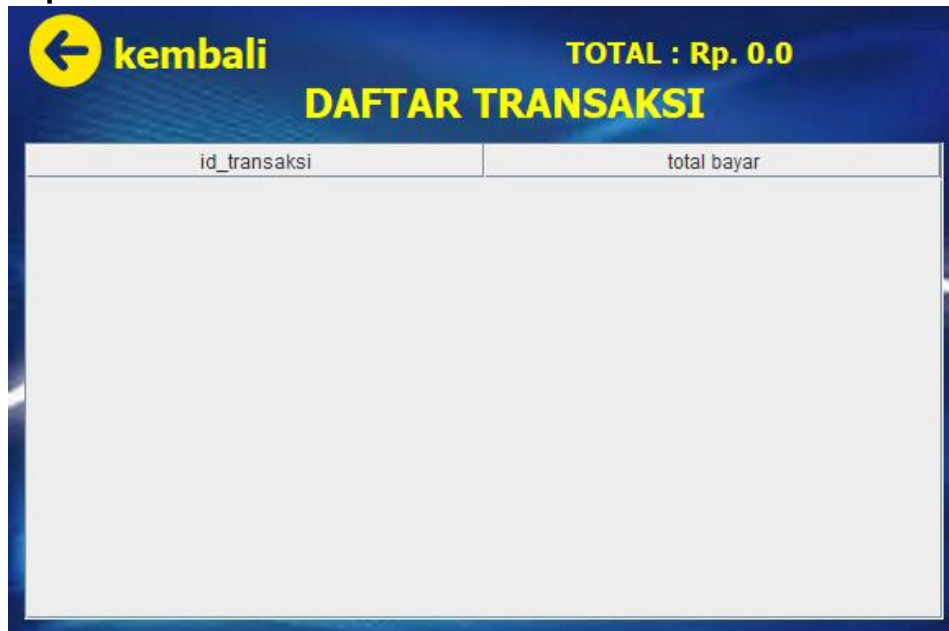 kembali
TOTAL : Rp. 0.0
DAFTAR TRANSAKSI
id_transaksi total bayar